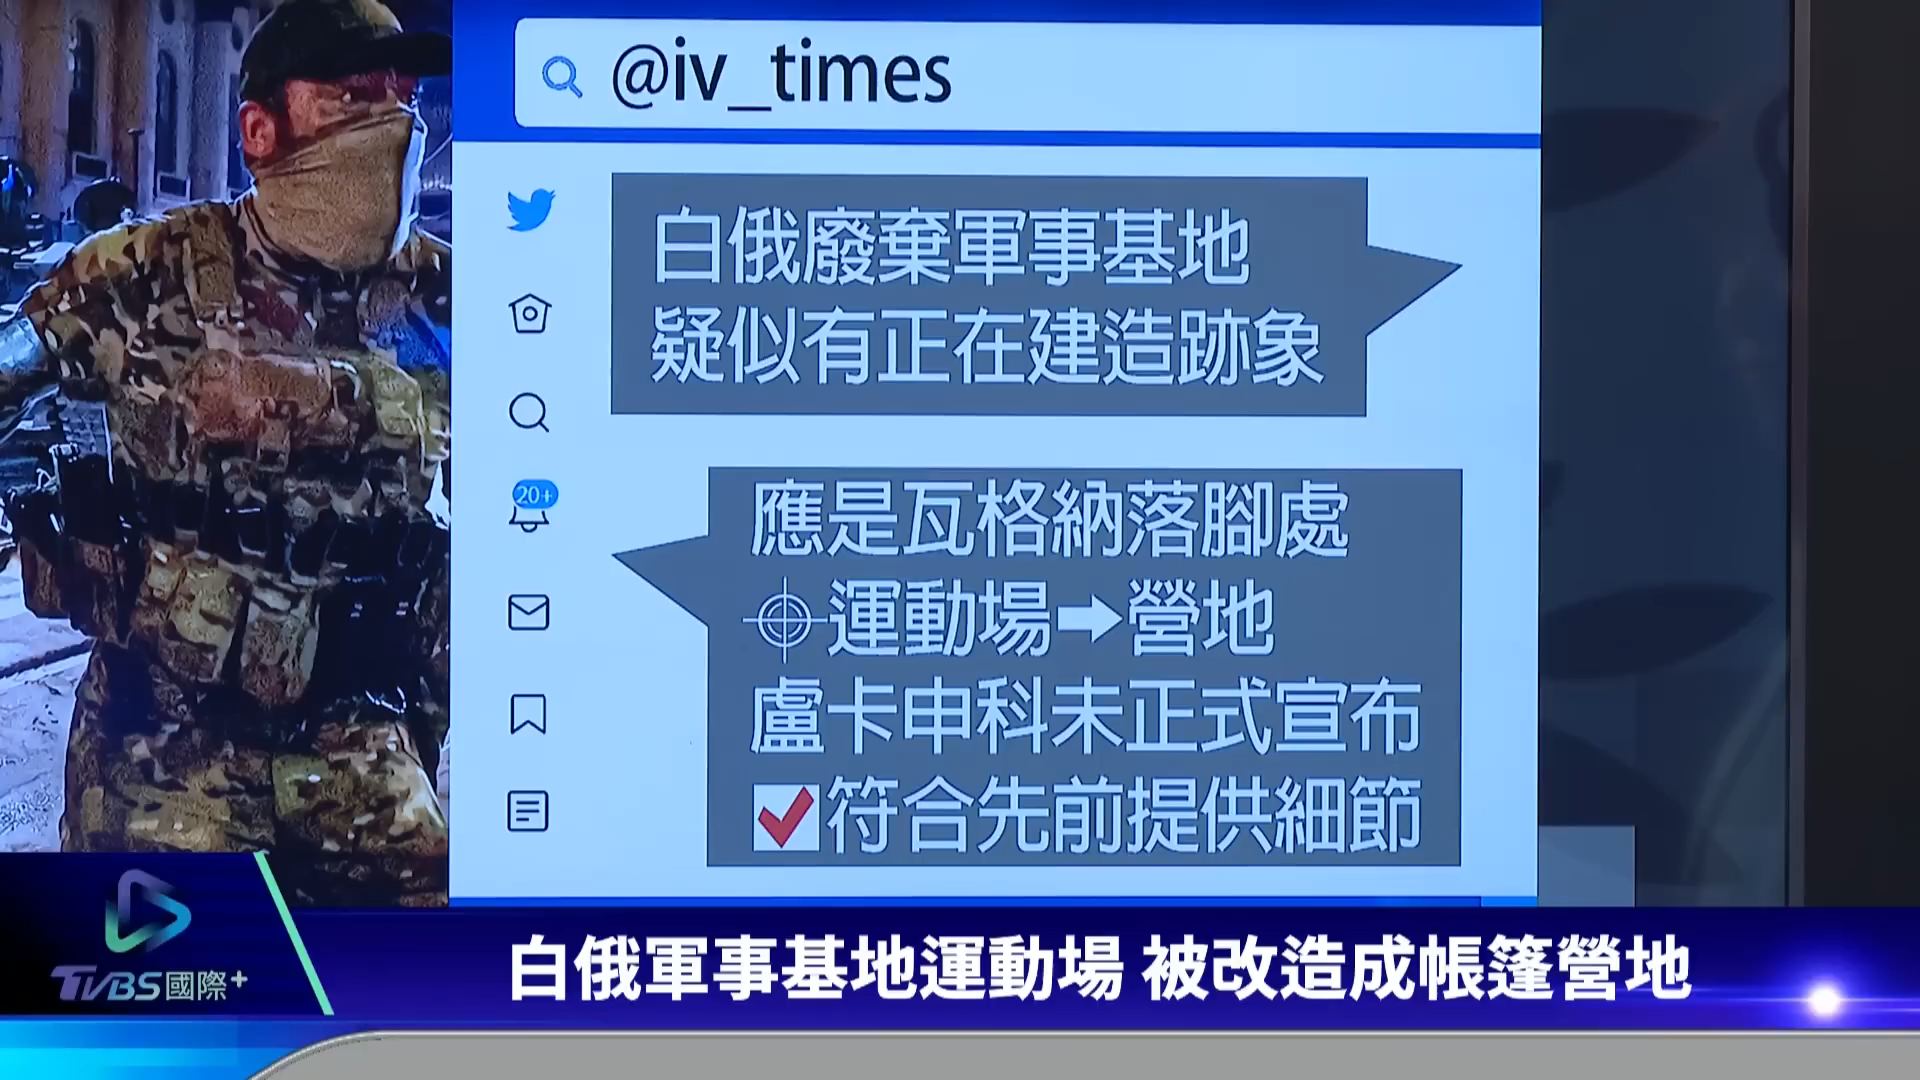 @iv_times
白俄廢棄軍事基地
疑似有正在建造跡象
20+
應是瓦格納落腳處
運動場➡營地
盧卡申科未正式宣布
☑符合先前提供細節
白俄軍事基地運動場 被改造成帳篷營地
TVBS國際+